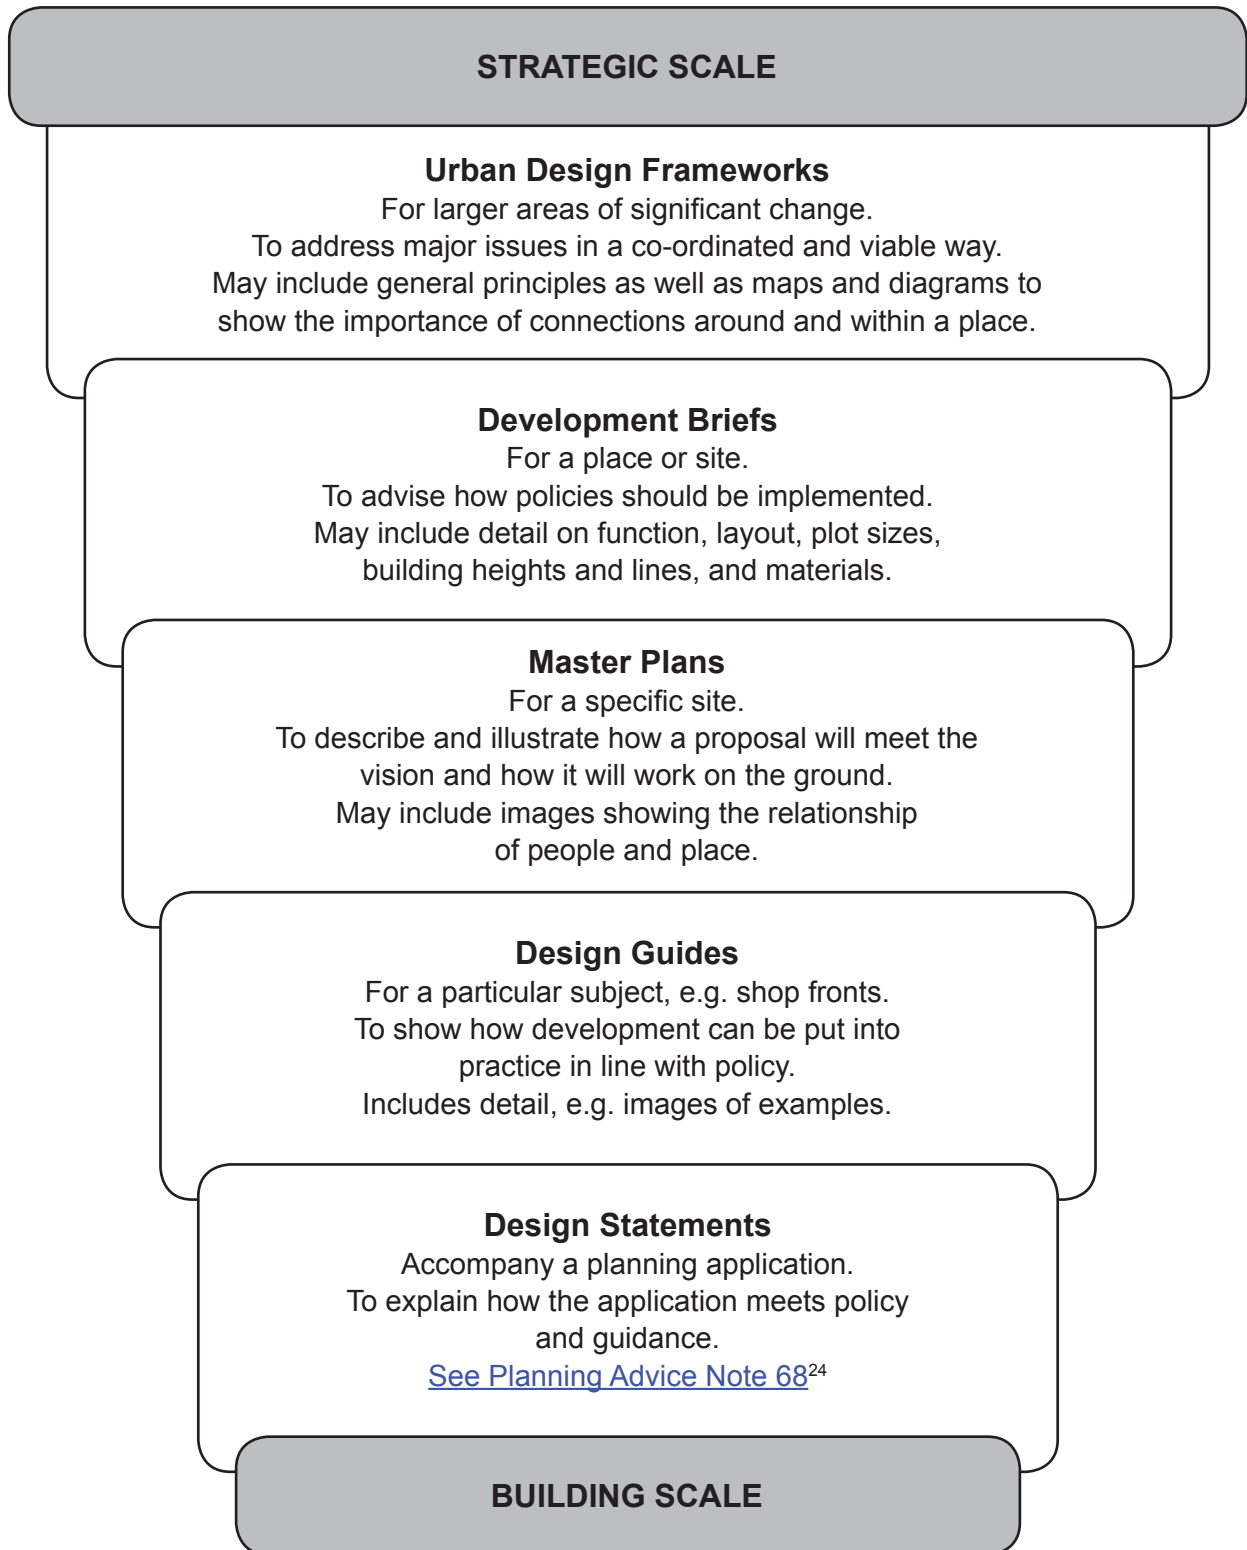 STRATEGIC SCALE
Urban Design Frameworks
For larger areas of significant change.
To address major issues in a co-ordinated and viable way.
May include general principles as well as maps and diagrams to
show the importance of connections around and within a place.
Development Briefs
For a place or site.
To advise how policies should be implemented.
May include detail on function, layout, plot sizes,
building heights and lines, and materials.
Master Plans
For a specific site.
To describe and illustrate how a proposal will meet the
vision and how it will work on the ground.
May include images showing the relationship
of people and place.
Design Guides
For a particular subject, e.g. shop fronts.
To show how development can be put into
practice in line with policy.
Includes detail, e.g. images of examples.
Design Statements
Accompany a planning application.
To explain how the application meets policy
and guidance.
See Planning Advice Note 68²⁴
BUILDING SCALE